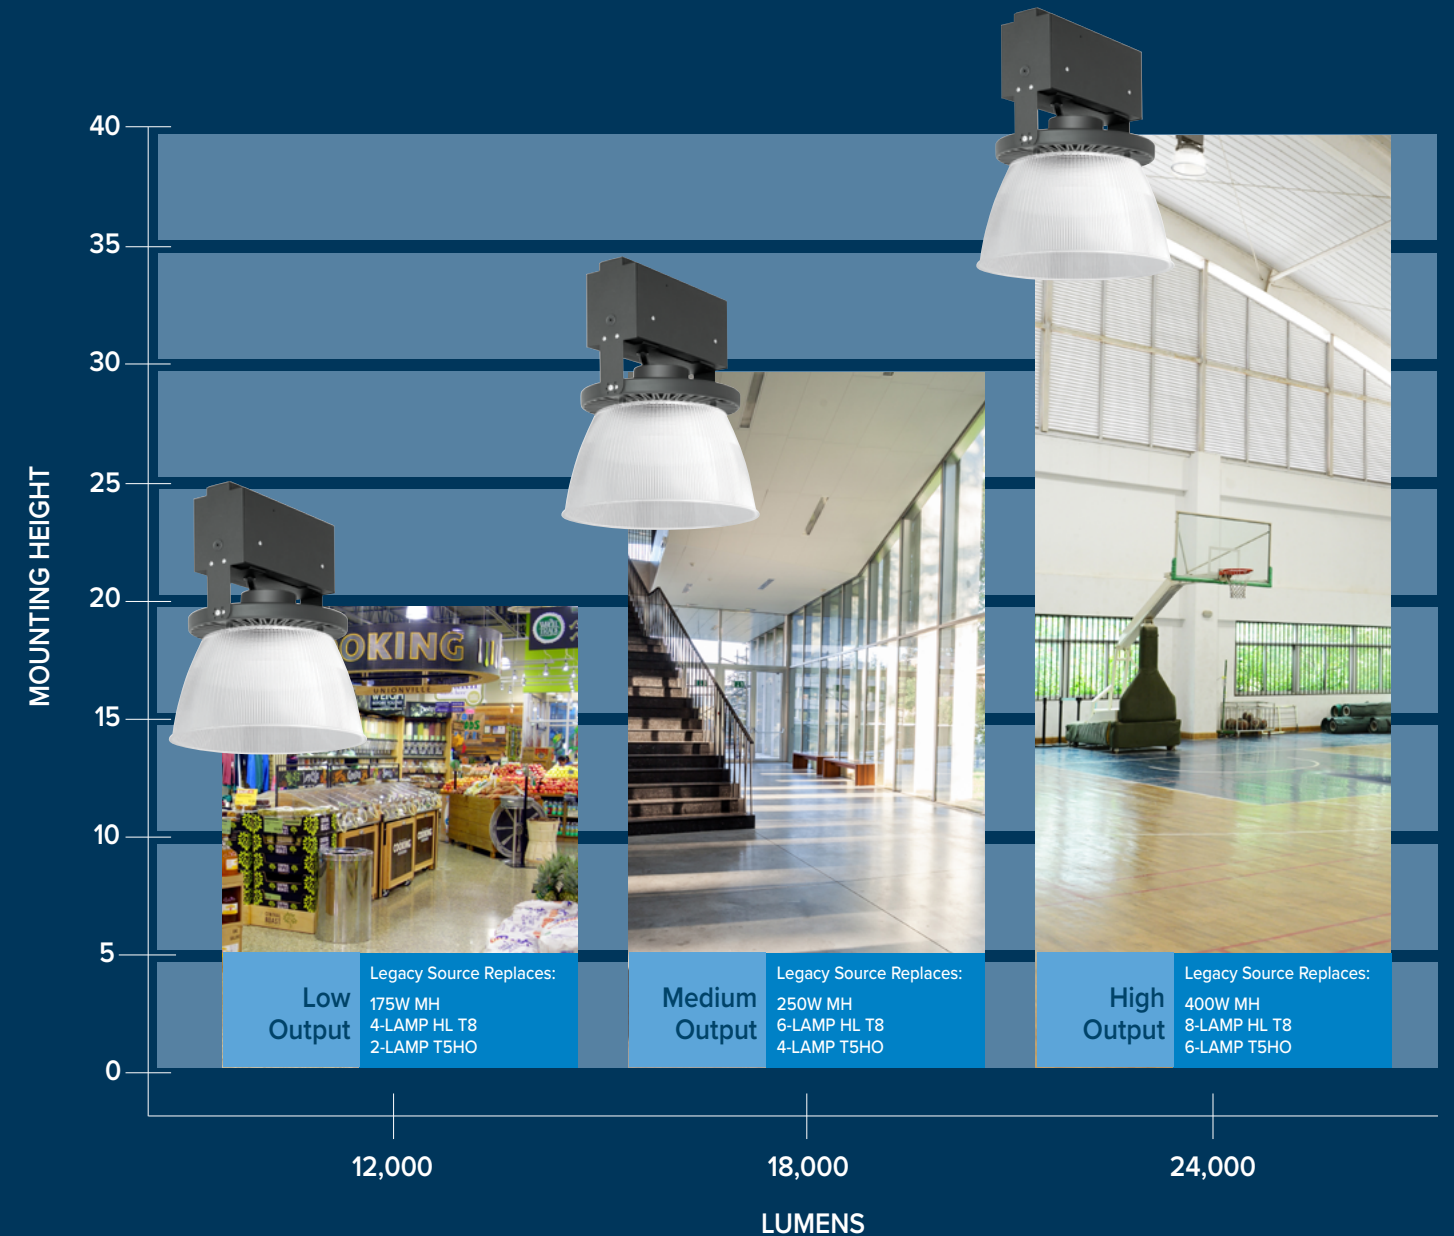 MOUNTING HEIGHT
40
35
30
25
20
15
10
5
0
OKING
UNIONVILLE
COOKING
Low
Output
Legacy Source Replaces:
175W MH
4-LAMP HL T8
2-LAMP T5HO
Medium
Output
Legacy Source Replaces:
250W MH
6-LAMP HL T8
4-LAMP T5HO
High
Output
Legacy Source Replaces:
400W MH
8-LAMP HL T8
6-LAMP T5HO
12,000
18,000
24,000
LUMENS